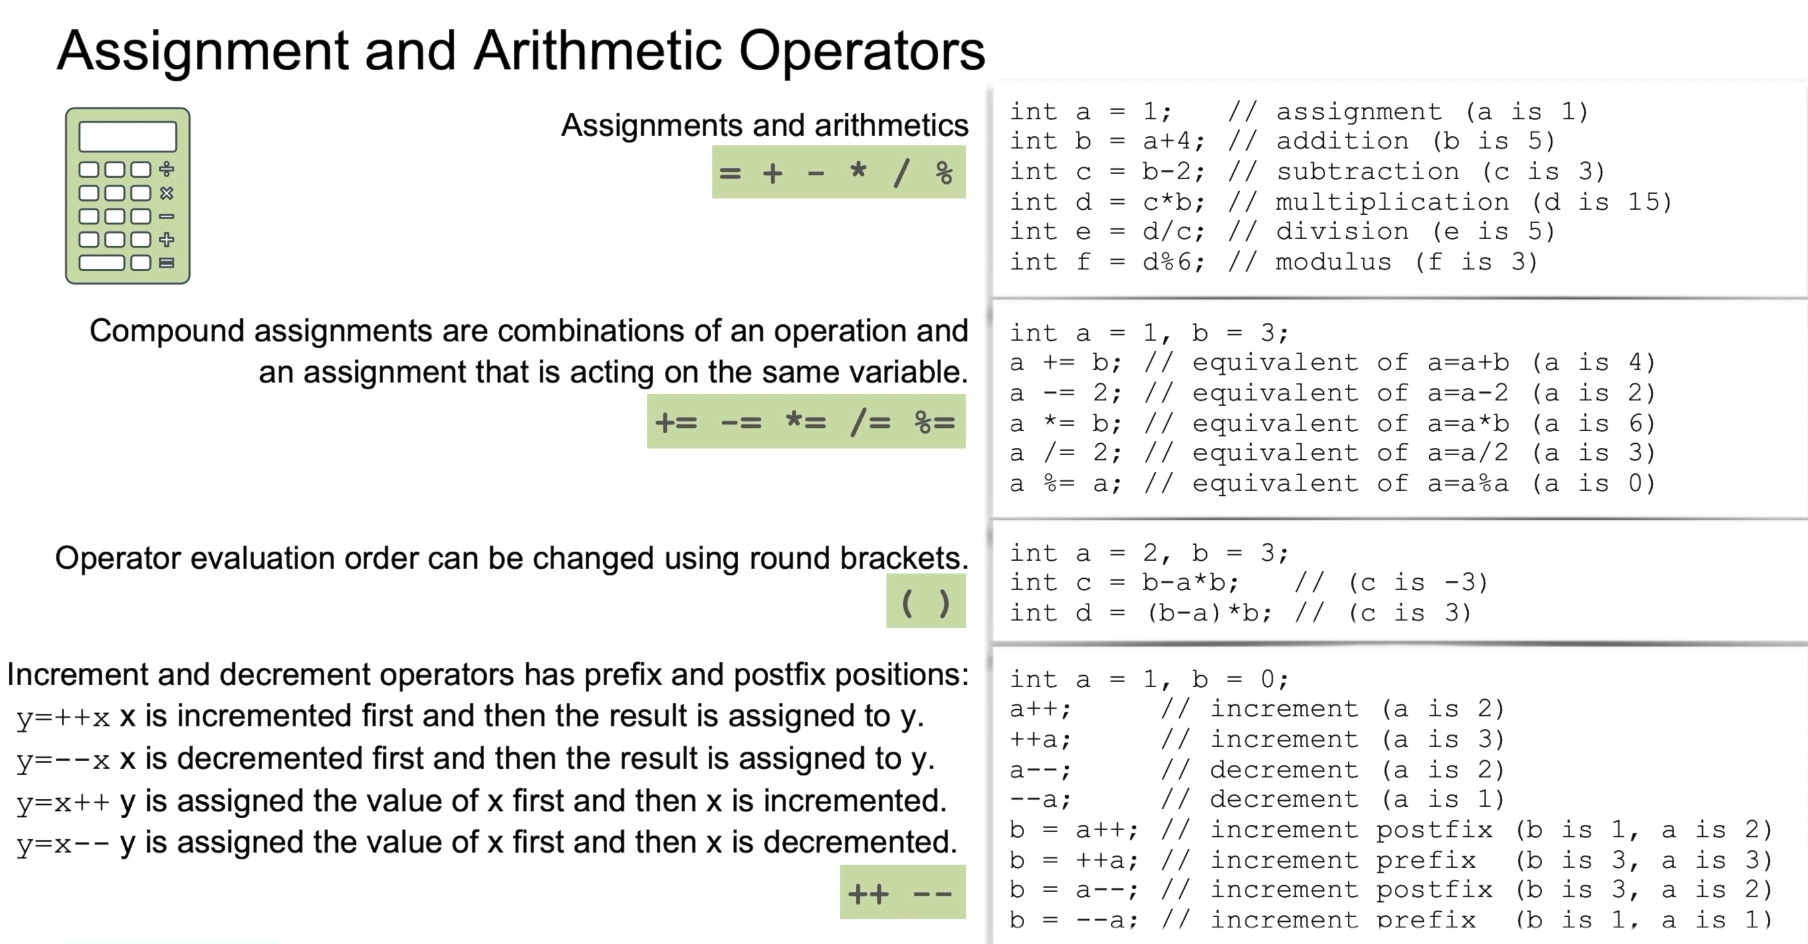 Assignment and Arithmetic Operators
Assignments and arithmetics
= + - * / %
int a = 1;   // assignment (a is 1)
int b = a+4; // addition (b is 5)
int c = b-2; // subtraction (c is 3)
int d = c*b; // multiplication (d is 15)
int e = d/c; // division (e is 5)
int f = d%6; // modulus (f is 3)
Compound assignments are combinations of an operation and
an assignment that is acting on the same variable.
+= -= *= /= %=
int a = 1, b = 3;
a += b; // equivalent of a=a+b (a is 4)
a -= 2; // equivalent of a=a-2 (a is 2)
a *= b; // equivalent of a=a*b (a is 6)
a /= 2; // equivalent of a=a/2 (a is 3)
a %= a; // equivalent of a=a%a (a is 0)
Operator evaluation order can be changed using round brackets.
( )
int a = 2, b = 3;
int c = b-a*b;   // (c is -3)
int d = (b-a)*b; // (c is 3)
Increment and decrement operators has prefix and postfix positions:
y=++x x is incremented first and then the result is assigned to y.
y=--x x is decremented first and then the result is assigned to y.
y=x++ y is assigned the value of x first and then x is incremented.
y=x-- y is assigned the value of x first and then x is decremented.
++ --
int a = 1, b = 0;
a++;     // increment (a is 2)
++a;     // increment (a is 3)
a--;     // decrement (a is 2)
--a;     // decrement (a is 1)
b = a++; // increment postfix (b is 1, a is 2)
b = ++a; // increment prefix  (b is 3, a is 3)
b = a--; // increment postfix (b is 3, a is 2)
b = --a; // increment prefix  (b is 1, a is 1)